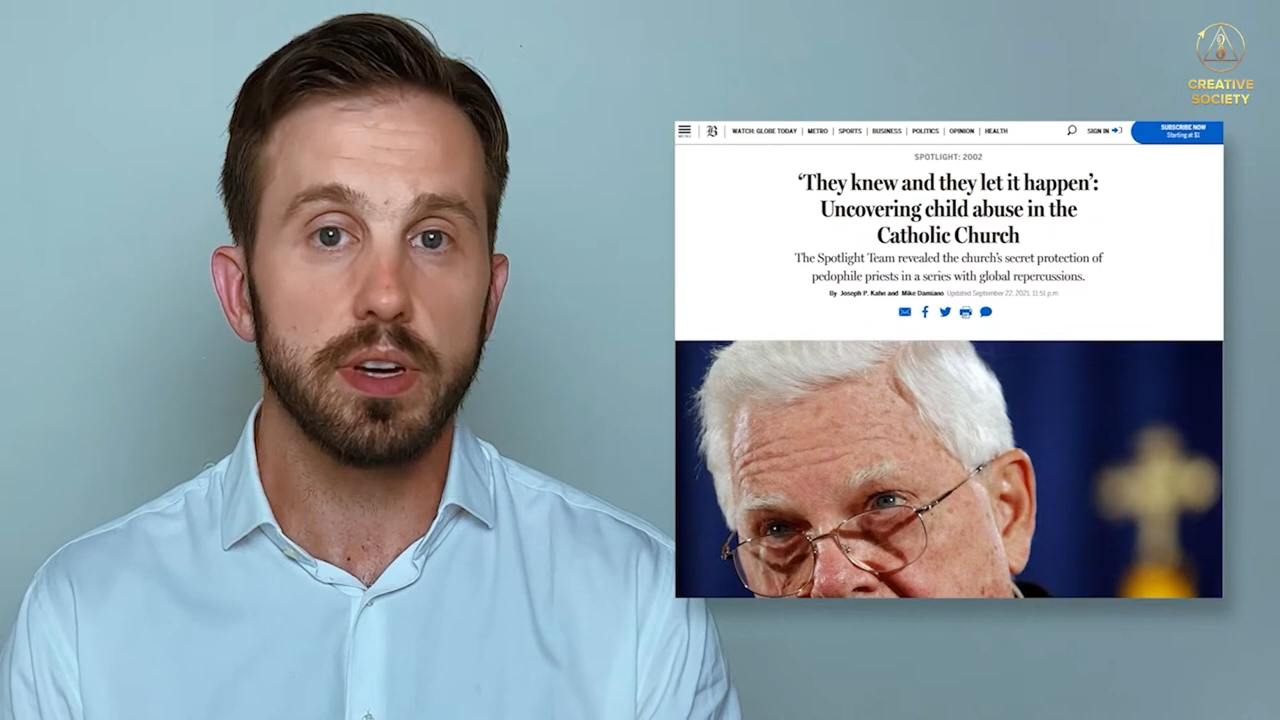 CREATIVE
SOCIETY
B
WATCH: GLOBE TODAY | METRO | SPORTS | BUSINESS | POLITICS | OPINION | HEALTH
SIGN IN
SUBSCRIBE NOW
Starting at $1
SPOTLIGHT: 2002
‘They knew and they let it happen’:
Uncovering child abuse in the
Catholic Church
The Spotlight Team revealed the church’s secret protection of
pedophile priests in a series with global repercussions.
By Joseph P. Kahn and Mike Damiano Updated September 22, 2021, 11:51 p.m.